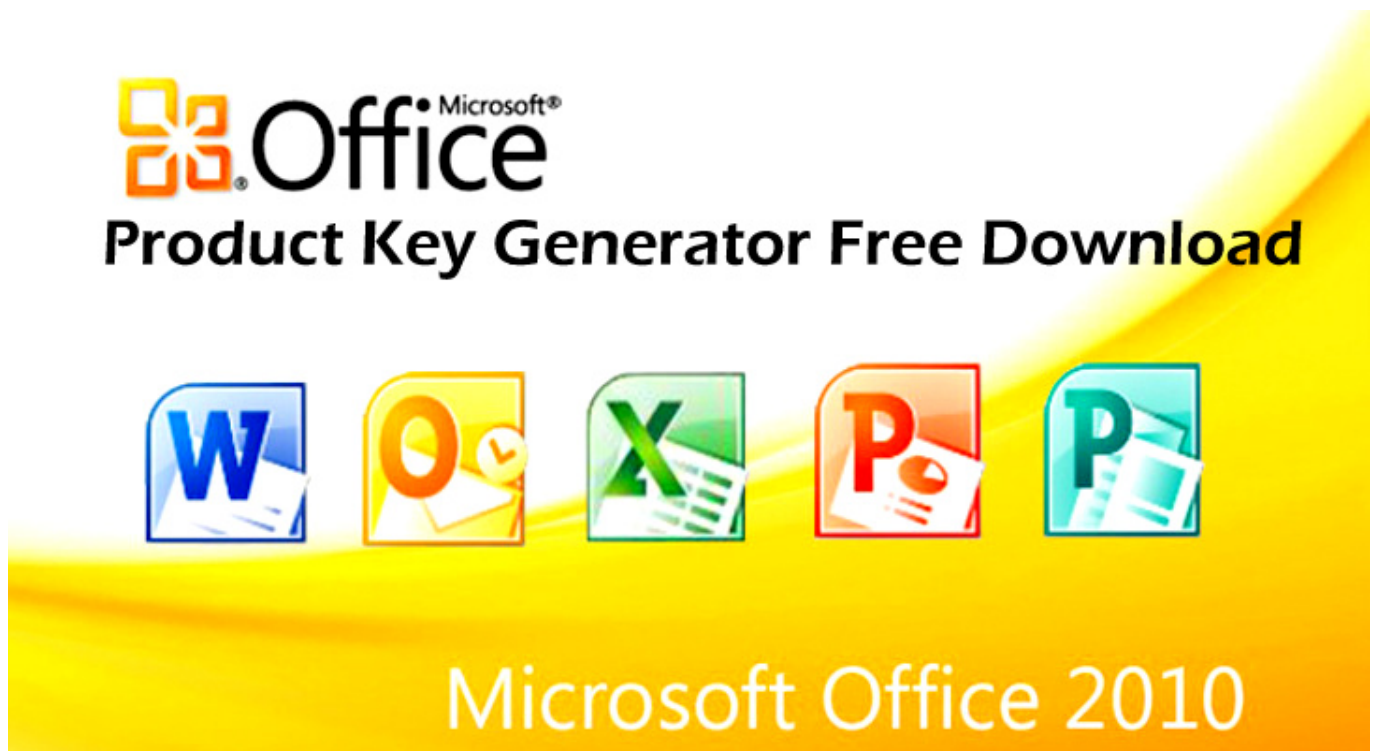 Microsoft®
Office
Product Key Generator Free Download
W O X P P
Microsoft Office 2010